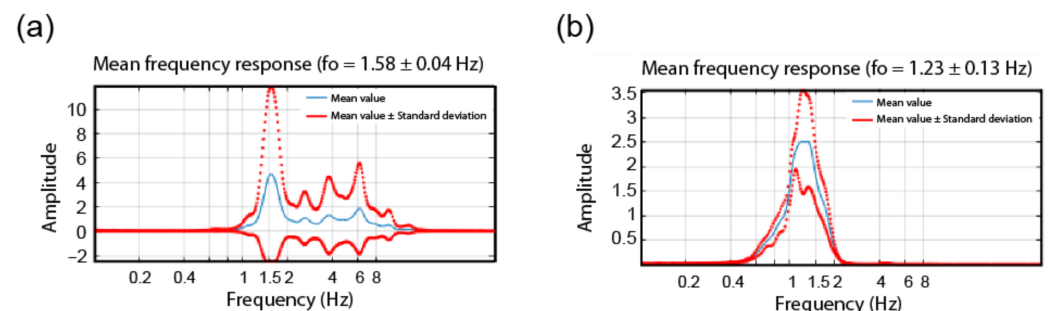 (a)
Mean frequency response (fo = 1.58 ± 0.04 Hz)
Mean value
Mean value ± Standard deviation
10
8
6
4
2
0
−2
Amplitude
0.2 0.4 1 1.5 2 4 6 8
Frequency (Hz)
(b)
Mean frequency response (fo = 1.23 ± 0.13 Hz)
Mean value
Mean value ± Standard deviation
3.5
3
2.5
2
1.5
1
0.5
Amplitude
0.2 0.4 1 1.5 2 4 6 8
Frequency (Hz)